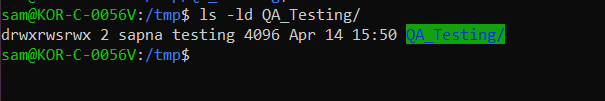 sam@KOR-C-0056V:/tmp$ ls -ld QA_Testing/
drwxrwsrwx 2 sapna testing 4096 Apr 14 15:50 QA_Testing/
sam@KOR-C-0056V:/tmp$